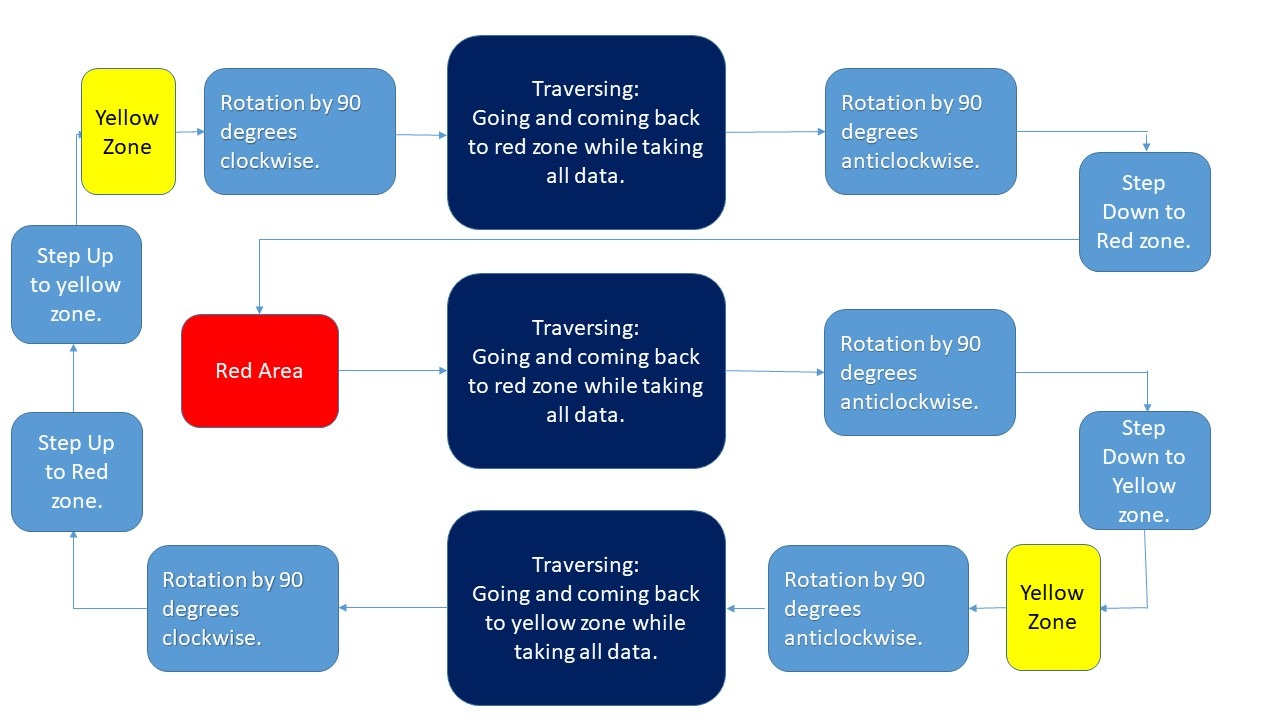 Yellow
Zone
Rotation by 90
degrees
clockwise.
Traversing:
Going and coming back
to red zone while taking
all data.
Rotation by 90
degrees
anticlockwise.
Step
Down to
Red zone.
Step Up
to yellow
zone.
Red Area
Traversing:
Going and coming back
to red zone while taking
all data.
Rotation by 90
degrees
anticlockwise.
Step
Down to
Yellow
zone.
Step Up
to Red
zone.
Rotation by 90
degrees
clockwise.
Traversing:
Going and coming back
to yellow zone while
taking all data.
Rotation by 90
degrees
anticlockwise.
Yellow
Zone